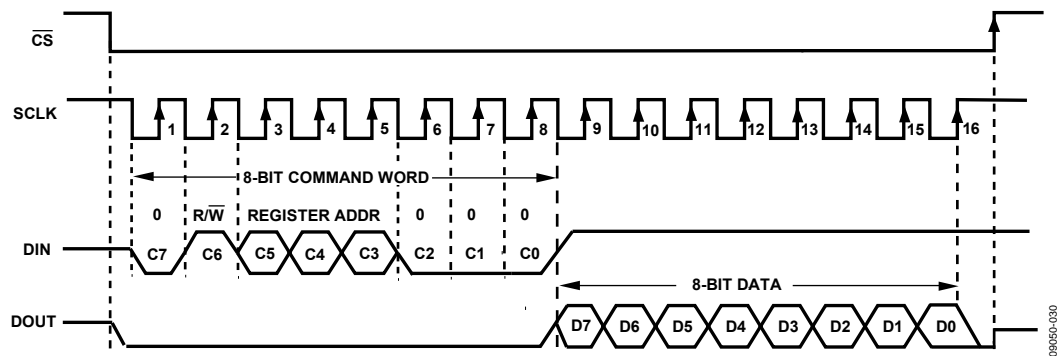 CS
SCLK
1 2 3 4 5 6 7 8 9 10 11 12 13 14 15 16
8-BIT COMMAND WORD
0 R/W REGISTER ADDR 0 0 0
DIN C7 C6 C5 C4 C3 C2 C1 C0
8-BIT DATA
DOUT D7 D6 D5 D4 D3 D2 D1 D0
09050-030